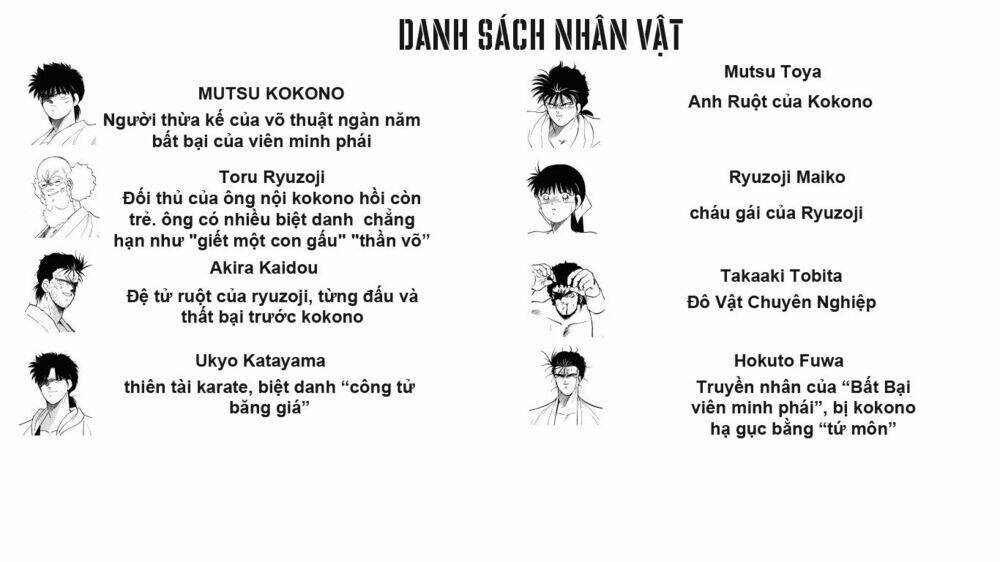 DANH SÁCH NHÂN VẬT
MUTSU KOKONO
Người thừa kế của võ thuật ngàn năm
bất bại của viên minh phái
Toru Ryuzoji
Đối thủ của ông nội kokono hồi còn
trẻ. ông có nhiều biệt danh chẳng
hạn như "giết một con gấu" "thần võ”
Akira Kaidou
Đệ tử ruột của ryuzoji, từng đấu và
thất bại trước kokono
Ukyo Katayama
thiên tài karate, biệt danh “công tử
băng giá”
Mutsu Toya
Anh Ruột của Kokono
Ryuzoji Maiko
cháu gái của Ryuzoji
Takaaki Tobita
Đô Vật Chuyên Nghiệp
Hokuto Fuwa
Truyền nhân của “Bất Bại
viên minh phái”, bị kokono
hạ gục bằng “tứ môn”